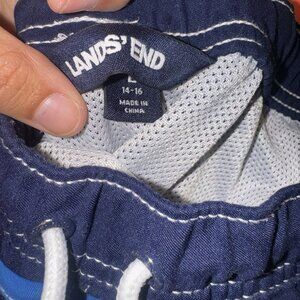 LANDS' END
L
14-16
MADE IN
CHINA